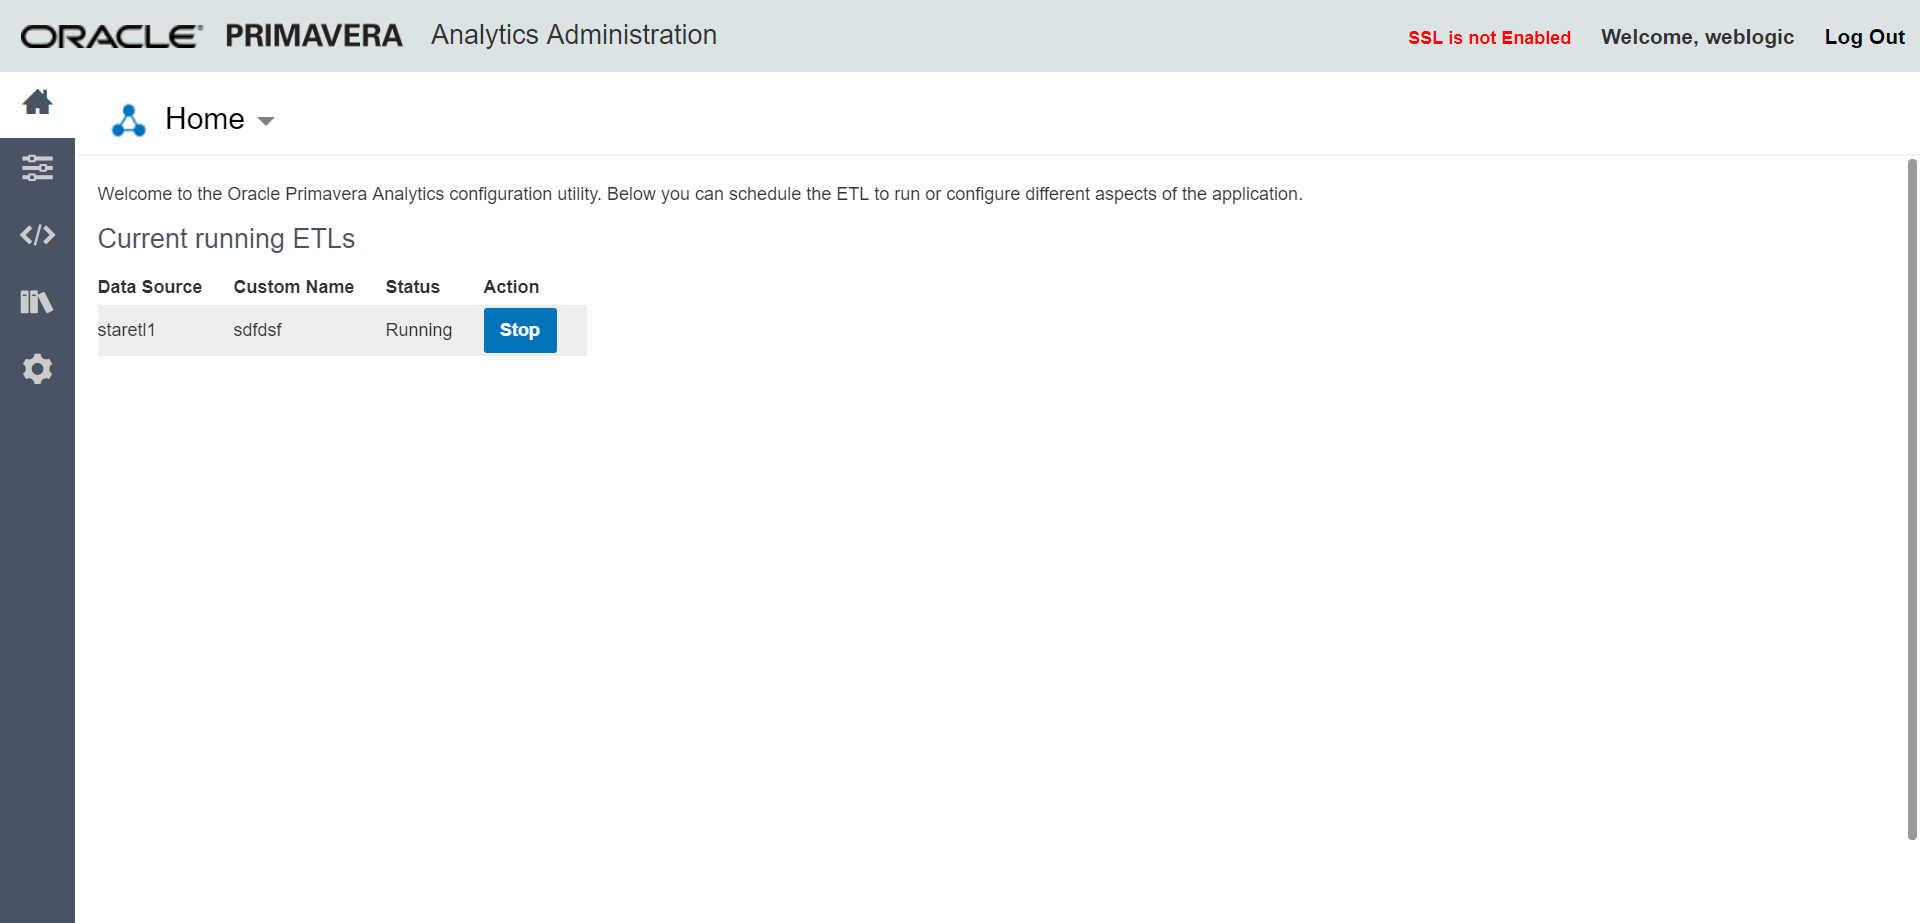 ORACLE® PRIMAVERA Analytics Administration SSL is not Enabled Welcome, weblogic Log Out
Home
Welcome to the Oracle Primavera Analytics configuration utility. Below you can schedule the ETL to run or configure different aspects of the application.
Current running ETLs
Data Source Custom Name Status Action
staretl1 sdfdsf Running Stop